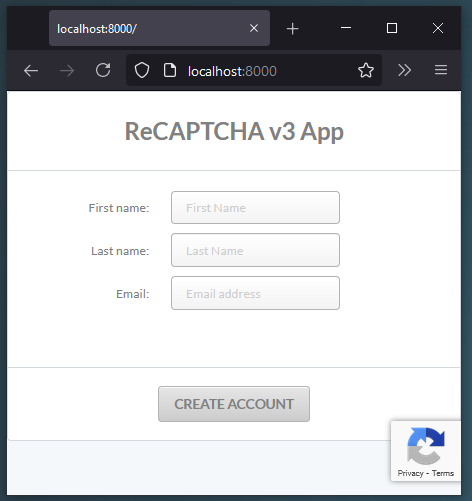 localhost:8000/
localhost:8000
ReCAPTCHA v3 App
First name: First Name
Last name: Last Name
Email: Email address
CREATE ACCOUNT
Privacy - Terms